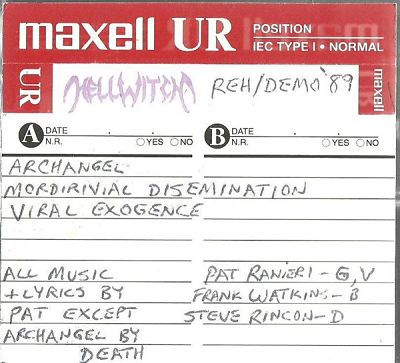 maxell UR
POSITION
IEC TYPE I • NORMAL
UR
HELLWITCH
REH/DEMO '89
maxell
A DATE
N.R. ○YES ○NO
B DATE
N.R. ○YES ○NO
ARCHANGEL
MORDIRIVIAL DISEMINATION
VIRAL EXOGENCE
ALL MUSIC
+LYRICS BY
PAT EXCEPT
ARCHANGEL BY
DEATH
PAT RANIERI-G,V
FRANK WATKINS-B
STEVE RINCON-D